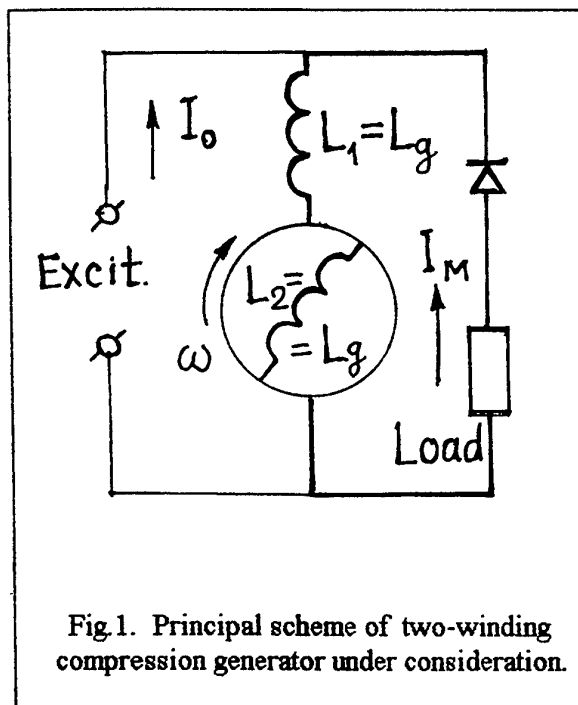 I₀
L₁=Lg
Excit.
L₂=
=Lg
I_M
ω
Load
Fig.1. Principal scheme of two-winding
compression generator under consideration.